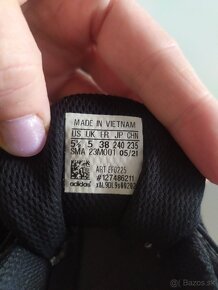 MADE IN VIETNAM
US UK FR JP CHN
5½ 5 38 240 235
SMA 23M001 05/21
ART EF0225
#127486211
adidas
bazos.sk